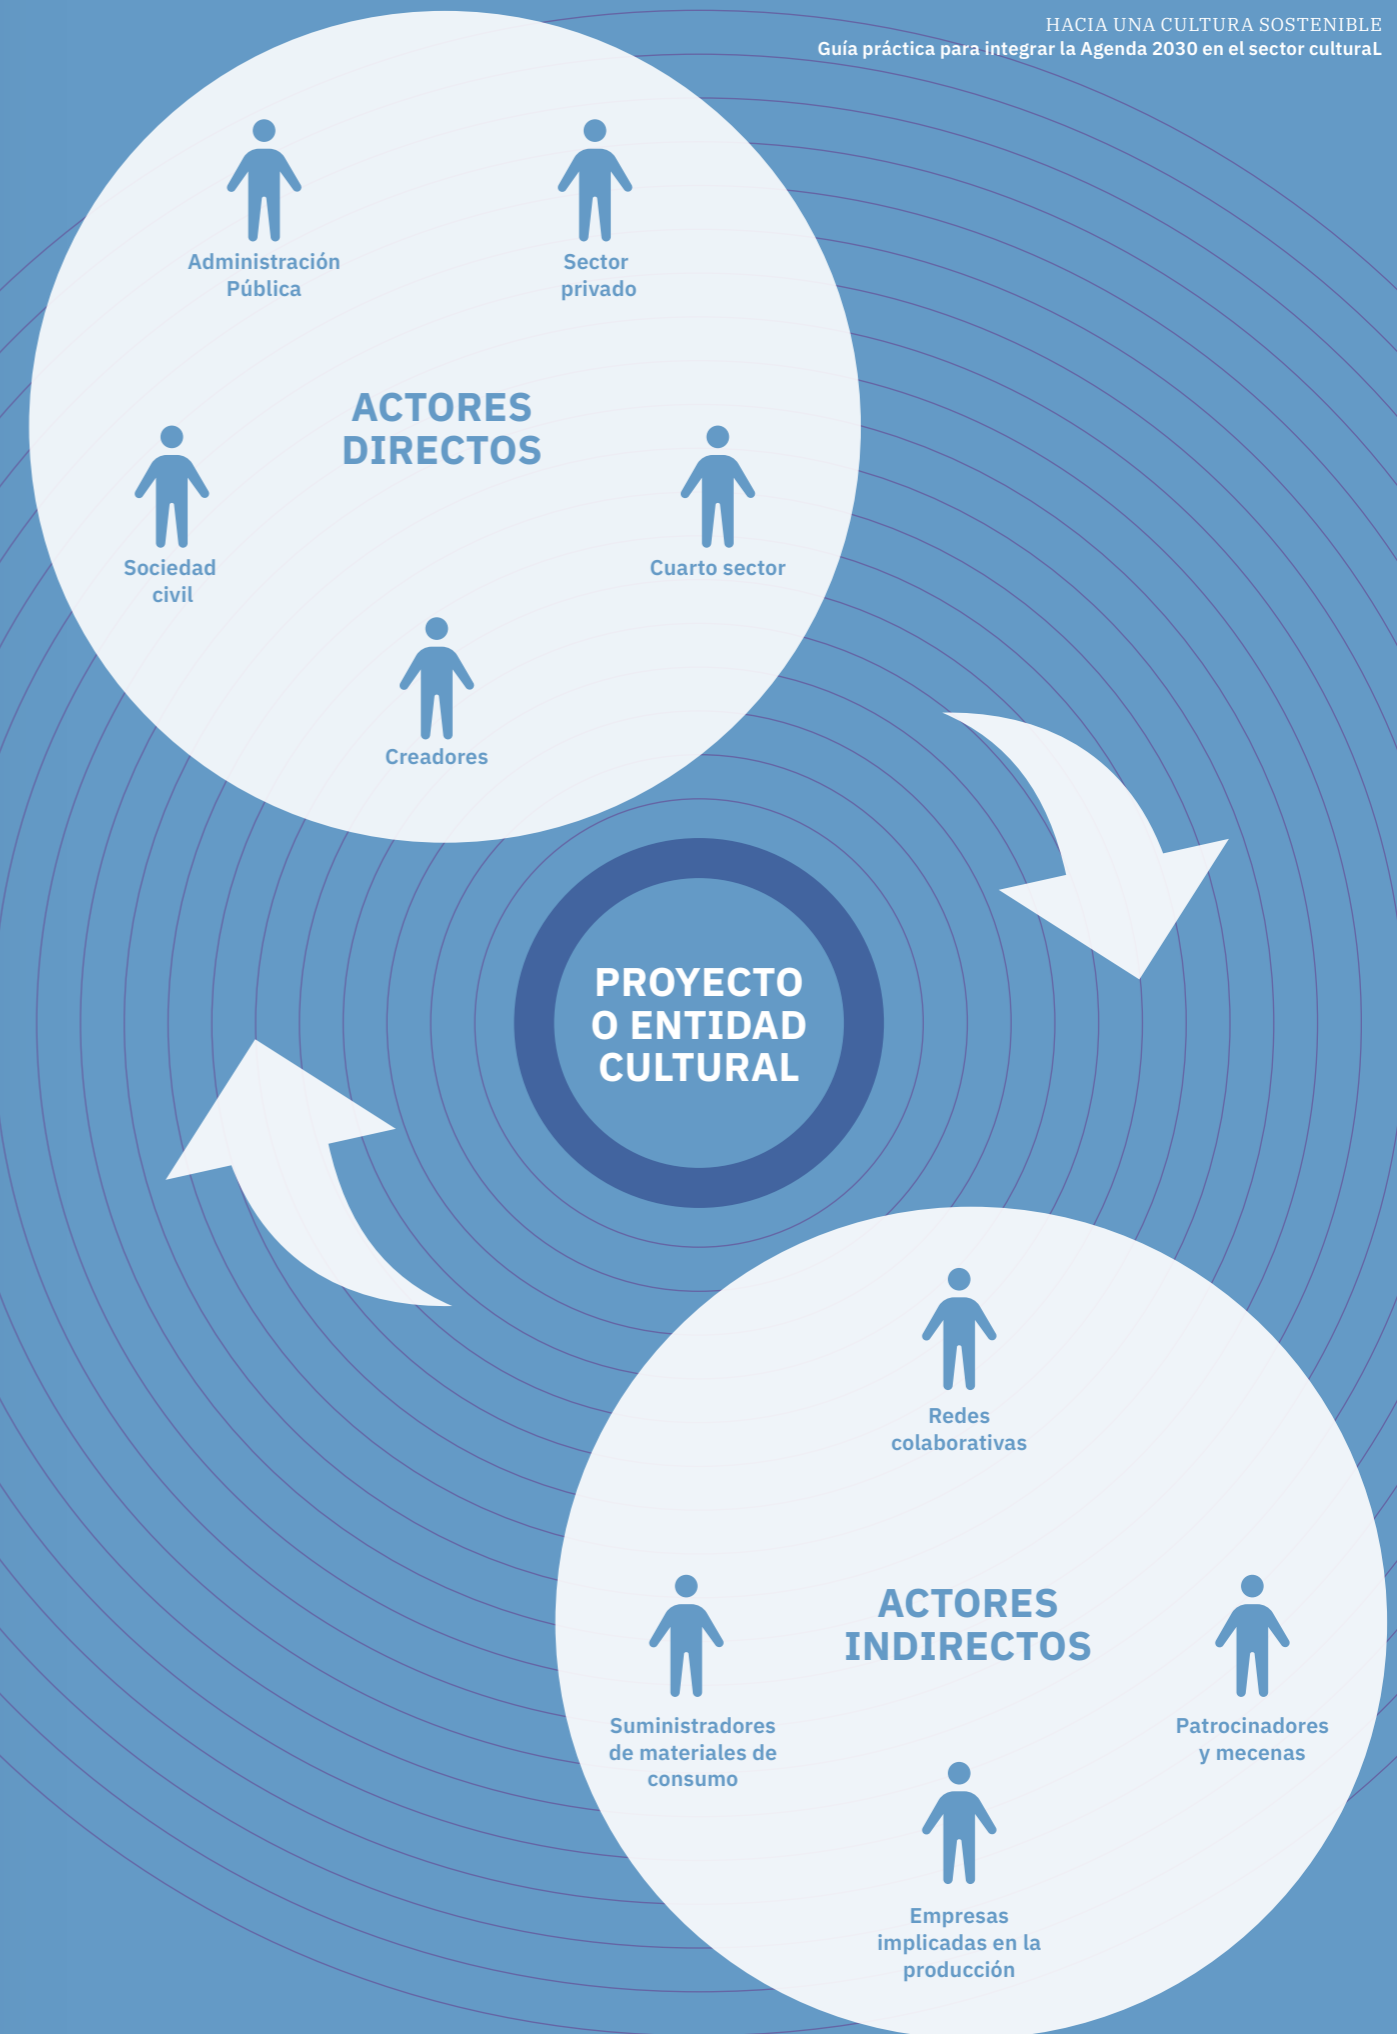 HACIA UNA CULTURA SOSTENIBLE
Guía práctica para integrar la Agenda 2030 en el sector culturaL
Administración
Pública
Sector
privado
ACTORES
DIRECTOS
Sociedad
civil
Cuarto sector
Creadores
PROYECTO
O ENTIDAD
CULTURAL
Redes
colaborativas
ACTORES
INDIRECTOS
Suministradores
de materiales de
consumo
Patrocinadores
y mecenas
Empresas
implicadas en la
producción